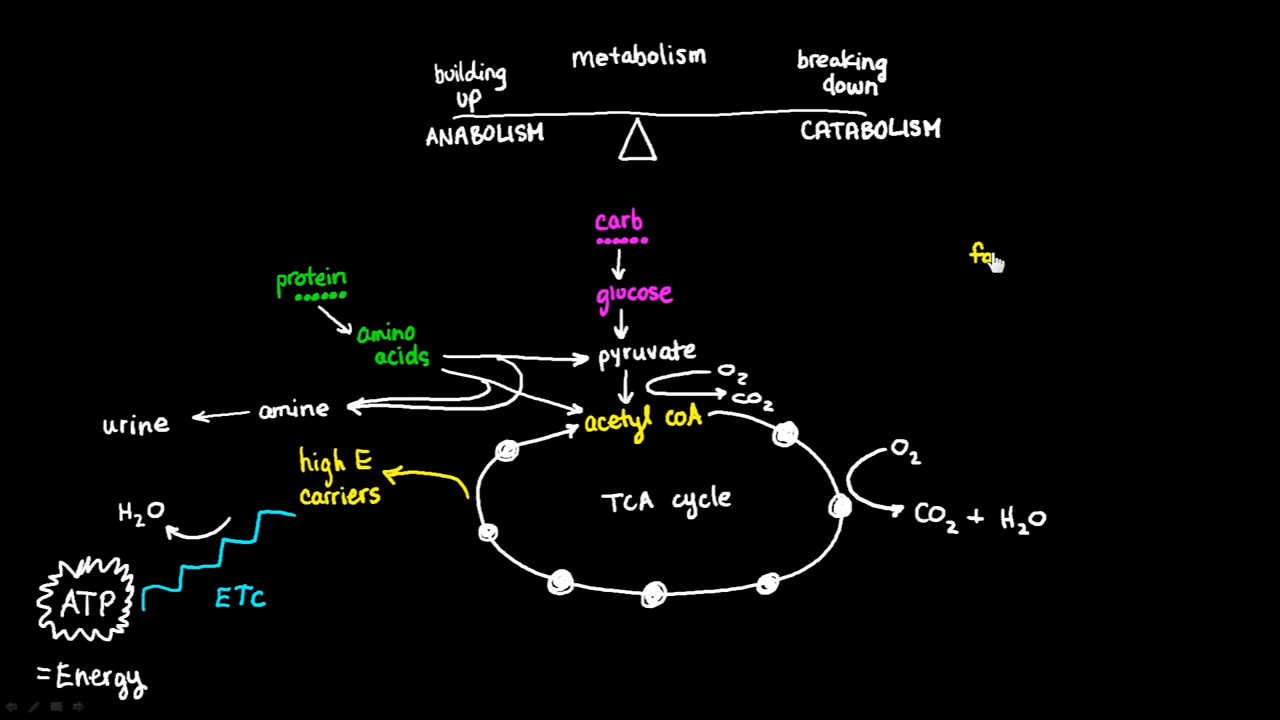 metabolism
building
up
breaking
down
ANABOLISM
CATABOLISM
carb
protein
glucose
amino
acids
pyruvate
O2
CO2
urine
amine
acetyl coA
high E
carriers
O2
TCA cycle
H2O
CO2 + H2O
ATP
ETC
= Energy